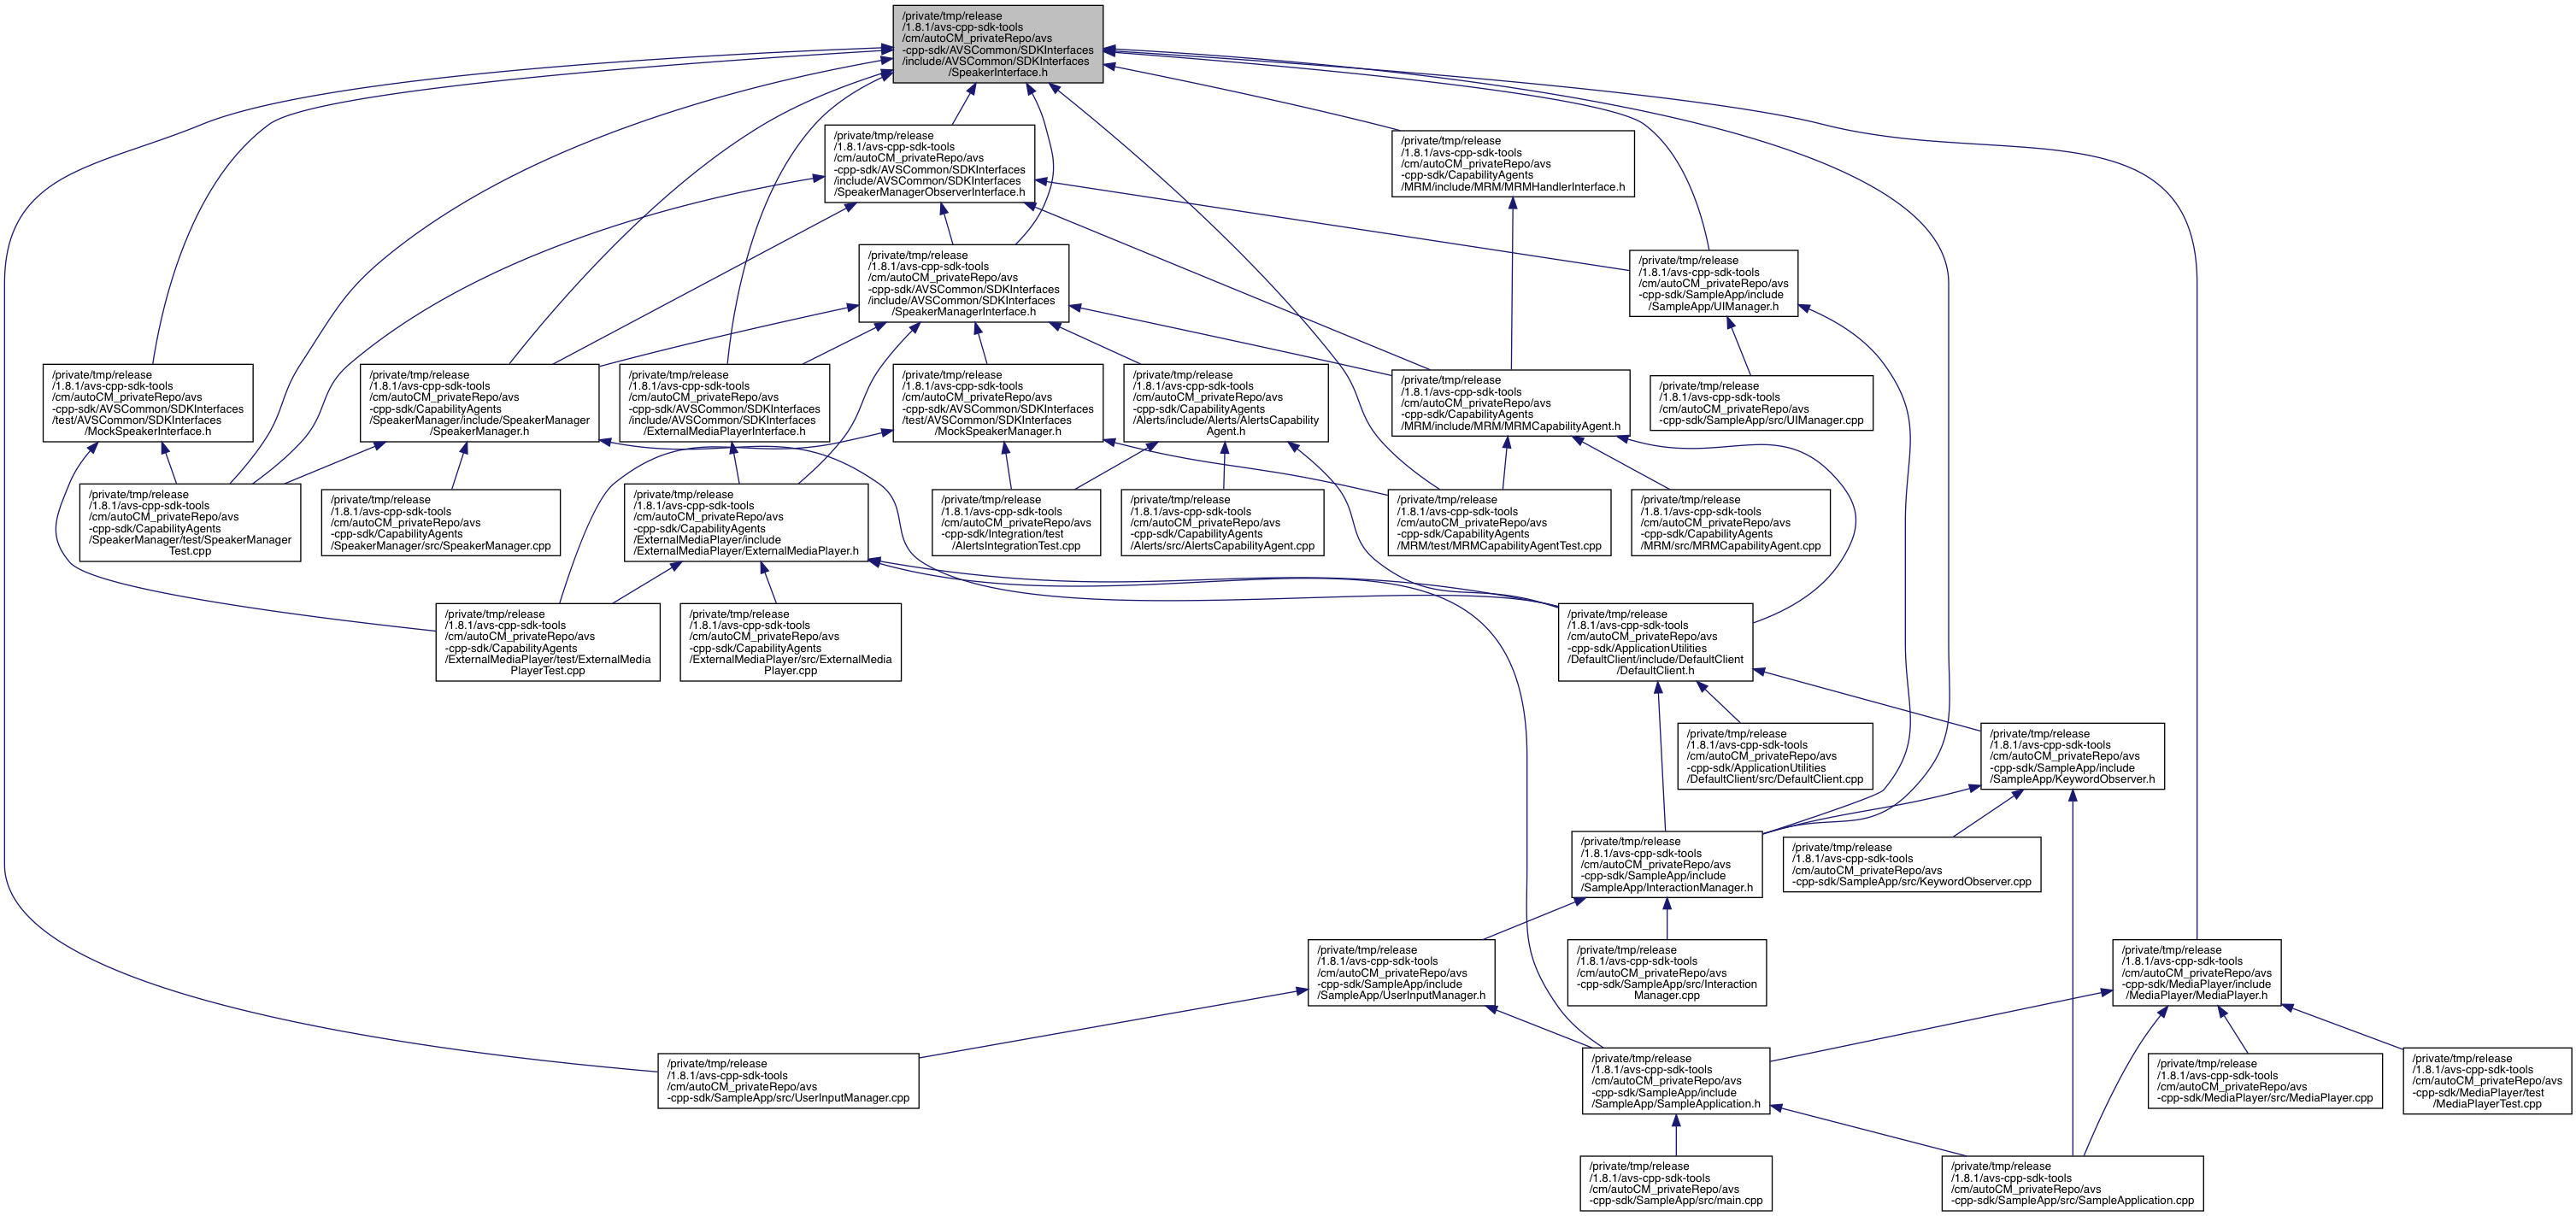 /private/tmp/release
/1.8.1/avs-cpp-sdk-tools
/cm/autoCM_privateRepo/avs
-cpp-sdk/AVSCommon/SDKInterfaces
/include/AVSCommon/SDKInterfaces
/SpeakerInterface.h
/private/tmp/release
/1.8.1/avs-cpp-sdk-tools
/cm/autoCM_privateRepo/avs
-cpp-sdk/AVSCommon/SDKInterfaces
/include/AVSCommon/SDKInterfaces
/SpeakerManagerObserverInterface.h
/private/tmp/release
/1.8.1/avs-cpp-sdk-tools
/cm/autoCM_privateRepo/avs
-cpp-sdk/CapabilityAgents
/MRM/include/MRM/MRMHandlerInterface.h
/private/tmp/release
/1.8.1/avs-cpp-sdk-tools
/cm/autoCM_privateRepo/avs
-cpp-sdk/AVSCommon/SDKInterfaces
/include/AVSCommon/SDKInterfaces
/SpeakerManagerInterface.h
/private/tmp/release
/1.8.1/avs-cpp-sdk-tools
/cm/autoCM_privateRepo/avs
-cpp-sdk/SampleApp/include
/SampleApp/UIManager.h
/private/tmp/release
/1.8.1/avs-cpp-sdk-tools
/cm/autoCM_privateRepo/avs
-cpp-sdk/AVSCommon/SDKInterfaces
/test/AVSCommon/SDKInterfaces
/MockSpeakerInterface.h
/private/tmp/release
/1.8.1/avs-cpp-sdk-tools
/cm/autoCM_privateRepo/avs
-cpp-sdk/CapabilityAgents
/SpeakerManager/include/SpeakerManager
/SpeakerManager.h
/private/tmp/release
/1.8.1/avs-cpp-sdk-tools
/cm/autoCM_privateRepo/avs
-cpp-sdk/AVSCommon/SDKInterfaces
/include/AVSCommon/SDKInterfaces
/ExternalMediaPlayerInterface.h
/private/tmp/release
/1.8.1/avs-cpp-sdk-tools
/cm/autoCM_privateRepo/avs
-cpp-sdk/AVSCommon/SDKInterfaces
/test/AVSCommon/SDKInterfaces
/MockSpeakerManager.h
/private/tmp/release
/1.8.1/avs-cpp-sdk-tools
/cm/autoCM_privateRepo/avs
-cpp-sdk/CapabilityAgents
/Alerts/include/Alerts/AlertsCapability
Agent.h
/private/tmp/release
/1.8.1/avs-cpp-sdk-tools
/cm/autoCM_privateRepo/avs
-cpp-sdk/CapabilityAgents
/MRM/include/MRM/MRMCapabilityAgent.h
/private/tmp/release
/1.8.1/avs-cpp-sdk-tools
/cm/autoCM_privateRepo/avs
-cpp-sdk/SampleApp/src/UIManager.cpp
/private/tmp/release
/1.8.1/avs-cpp-sdk-tools
/cm/autoCM_privateRepo/avs
-cpp-sdk/CapabilityAgents
/SpeakerManager/test/SpeakerManager
Test.cpp
/private/tmp/release
/1.8.1/avs-cpp-sdk-tools
/cm/autoCM_privateRepo/avs
-cpp-sdk/CapabilityAgents
/SpeakerManager/src/SpeakerManager.cpp
/private/tmp/release
/1.8.1/avs-cpp-sdk-tools
/cm/autoCM_privateRepo/avs
-cpp-sdk/CapabilityAgents
/ExternalMediaPlayer/include
/ExternalMediaPlayer/ExternalMediaPlayer.h
/private/tmp/release
/1.8.1/avs-cpp-sdk-tools
/cm/autoCM_privateRepo/avs
-cpp-sdk/Integration/test
/AlertsIntegrationTest.cpp
/private/tmp/release
/1.8.1/avs-cpp-sdk-tools
/cm/autoCM_privateRepo/avs
-cpp-sdk/CapabilityAgents
/Alerts/src/AlertsCapabilityAgent.cpp
/private/tmp/release
/1.8.1/avs-cpp-sdk-tools
/cm/autoCM_privateRepo/avs
-cpp-sdk/CapabilityAgents
/MRM/test/MRMCapabilityAgentTest.cpp
/private/tmp/release
/1.8.1/avs-cpp-sdk-tools
/cm/autoCM_privateRepo/avs
-cpp-sdk/CapabilityAgents
/MRM/src/MRMCapabilityAgent.cpp
/private/tmp/release
/1.8.1/avs-cpp-sdk-tools
/cm/autoCM_privateRepo/avs
-cpp-sdk/CapabilityAgents
/ExternalMediaPlayer/test/ExternalMedia
PlayerTest.cpp
/private/tmp/release
/1.8.1/avs-cpp-sdk-tools
/cm/autoCM_privateRepo/avs
-cpp-sdk/CapabilityAgents
/ExternalMediaPlayer/src/ExternalMedia
Player.cpp
/private/tmp/release
/1.8.1/avs-cpp-sdk-tools
/cm/autoCM_privateRepo/avs
-cpp-sdk/ApplicationUtilities
/DefaultClient/include/DefaultClient
/DefaultClient.h
/private/tmp/release
/1.8.1/avs-cpp-sdk-tools
/cm/autoCM_privateRepo/avs
-cpp-sdk/ApplicationUtilities
/DefaultClient/src/DefaultClient.cpp
/private/tmp/release
/1.8.1/avs-cpp-sdk-tools
/cm/autoCM_privateRepo/avs
-cpp-sdk/SampleApp/include
/SampleApp/KeywordObserver.h
/private/tmp/release
/1.8.1/avs-cpp-sdk-tools
/cm/autoCM_privateRepo/avs
-cpp-sdk/SampleApp/include
/SampleApp/InteractionManager.h
/private/tmp/release
/1.8.1/avs-cpp-sdk-tools
/cm/autoCM_privateRepo/avs
-cpp-sdk/SampleApp/src/KeywordObserver.cpp
/private/tmp/release
/1.8.1/avs-cpp-sdk-tools
/cm/autoCM_privateRepo/avs
-cpp-sdk/SampleApp/include
/SampleApp/UserInputManager.h
/private/tmp/release
/1.8.1/avs-cpp-sdk-tools
/cm/autoCM_privateRepo/avs
-cpp-sdk/SampleApp/src/Interaction
Manager.cpp
/private/tmp/release
/1.8.1/avs-cpp-sdk-tools
/cm/autoCM_privateRepo/avs
-cpp-sdk/MediaPlayer/include
/MediaPlayer/MediaPlayer.h
/private/tmp/release
/1.8.1/avs-cpp-sdk-tools
/cm/autoCM_privateRepo/avs
-cpp-sdk/SampleApp/src/UserInputManager.cpp
/private/tmp/release
/1.8.1/avs-cpp-sdk-tools
/cm/autoCM_privateRepo/avs
-cpp-sdk/SampleApp/include
/SampleApp/SampleApplication.h
/private/tmp/release
/1.8.1/avs-cpp-sdk-tools
/cm/autoCM_privateRepo/avs
-cpp-sdk/MediaPlayer/src/MediaPlayer.cpp
/private/tmp/release
/1.8.1/avs-cpp-sdk-tools
/cm/autoCM_privateRepo/avs
-cpp-sdk/MediaPlayer/test
/MediaPlayerTest.cpp
/private/tmp/release
/1.8.1/avs-cpp-sdk-tools
/cm/autoCM_privateRepo/avs
-cpp-sdk/SampleApp/src/main.cpp
/private/tmp/release
/1.8.1/avs-cpp-sdk-tools
/cm/autoCM_privateRepo/avs
-cpp-sdk/SampleApp/src/SampleApplication.cpp